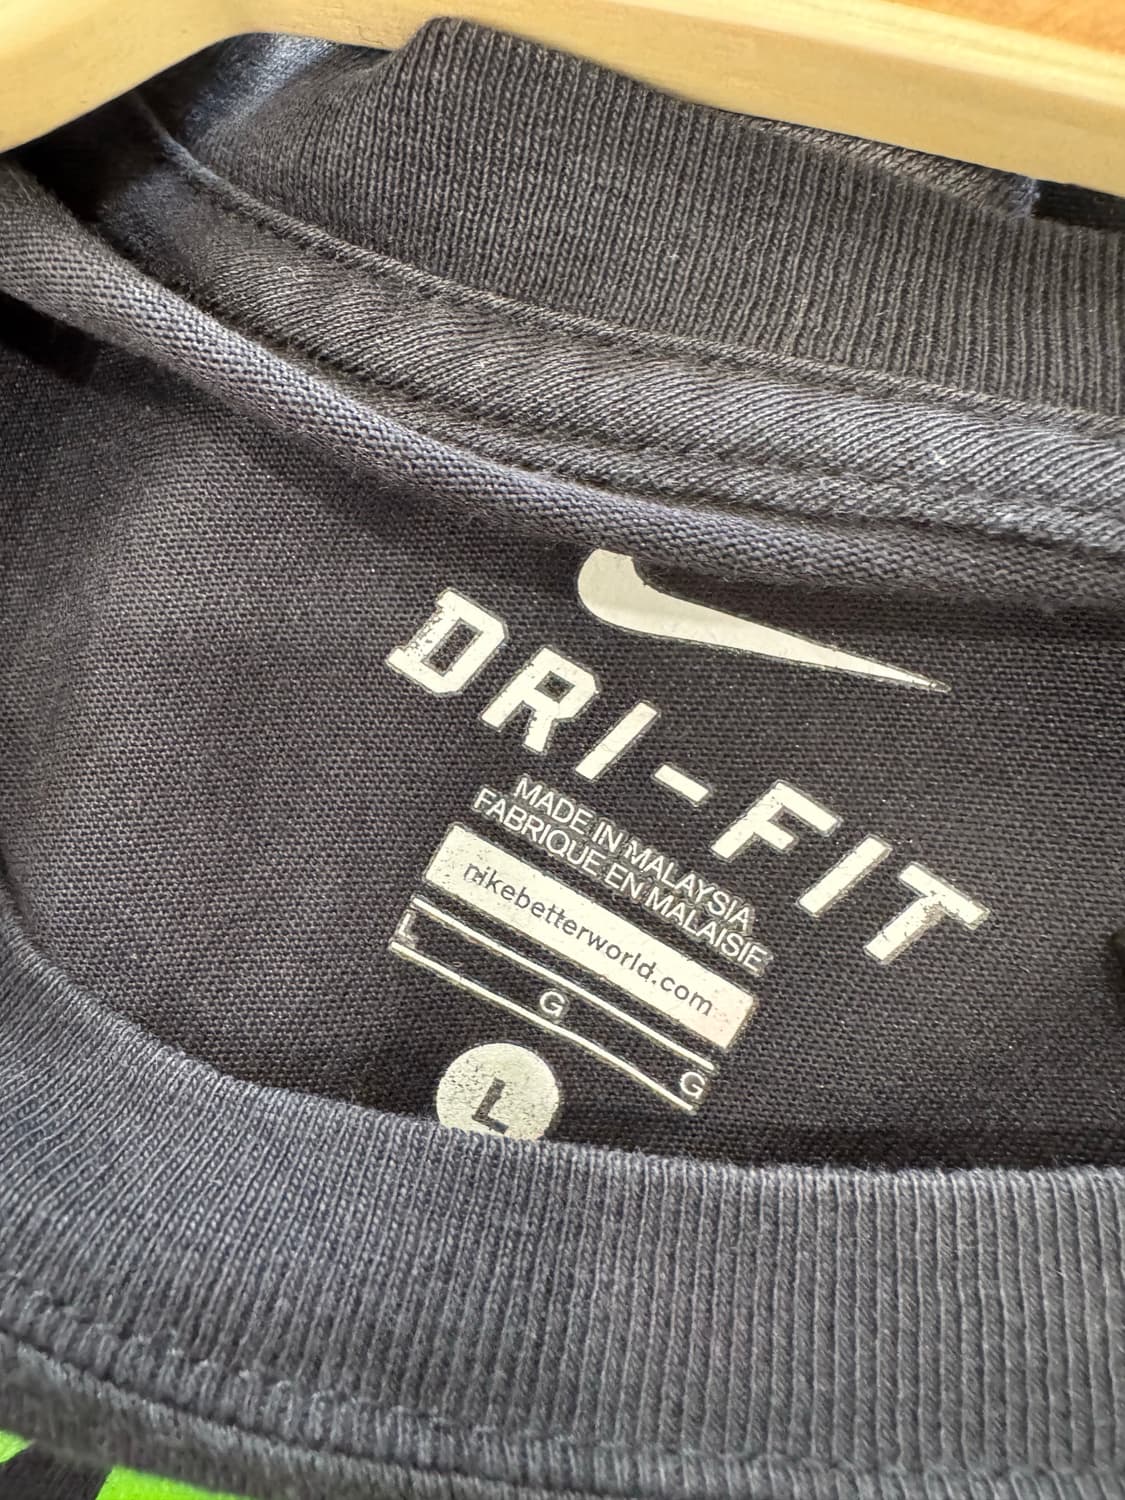 DRI-FIT
MADE IN MALAYSIA
FABRIQUE EN MALAISIE
nikebetterworld.com
L G G
L